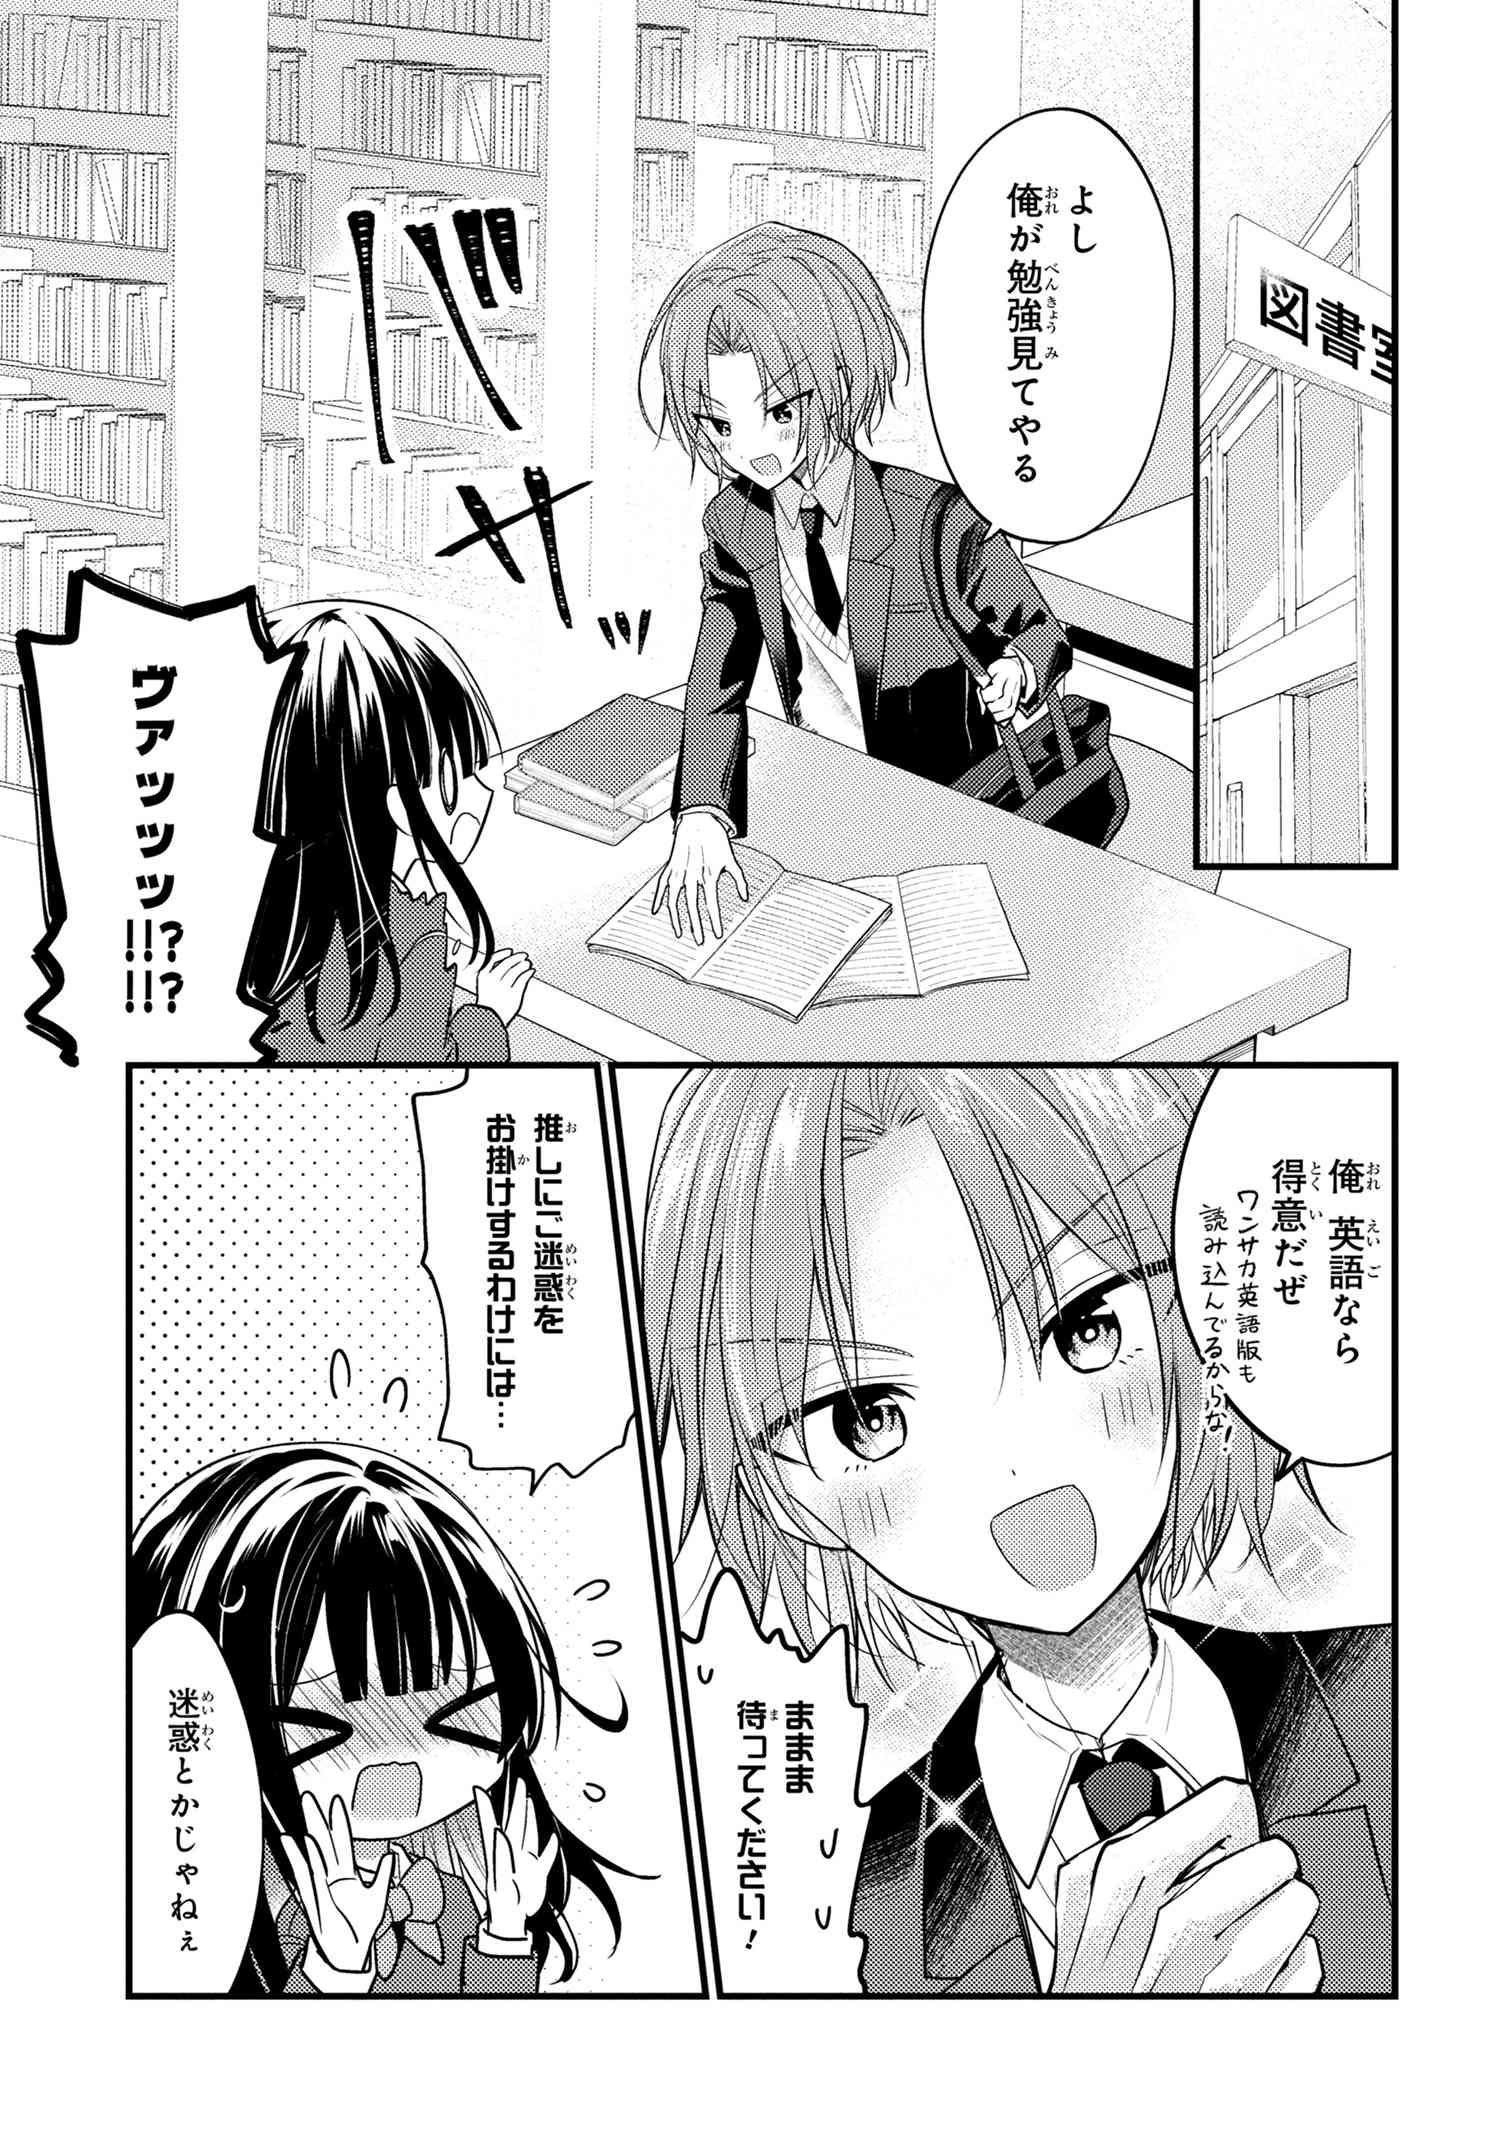 図書室
よし
俺が勉強見てやる
ババン
サッ
ヴァッッッ!!?!!?
俺 英語なら
得意だぜ
ワンサカ英語版も
読み込んでるからな!
ままま
待ってください!
推しにご迷惑を
お掛けするわけには…
迷惑とかじゃねぇ